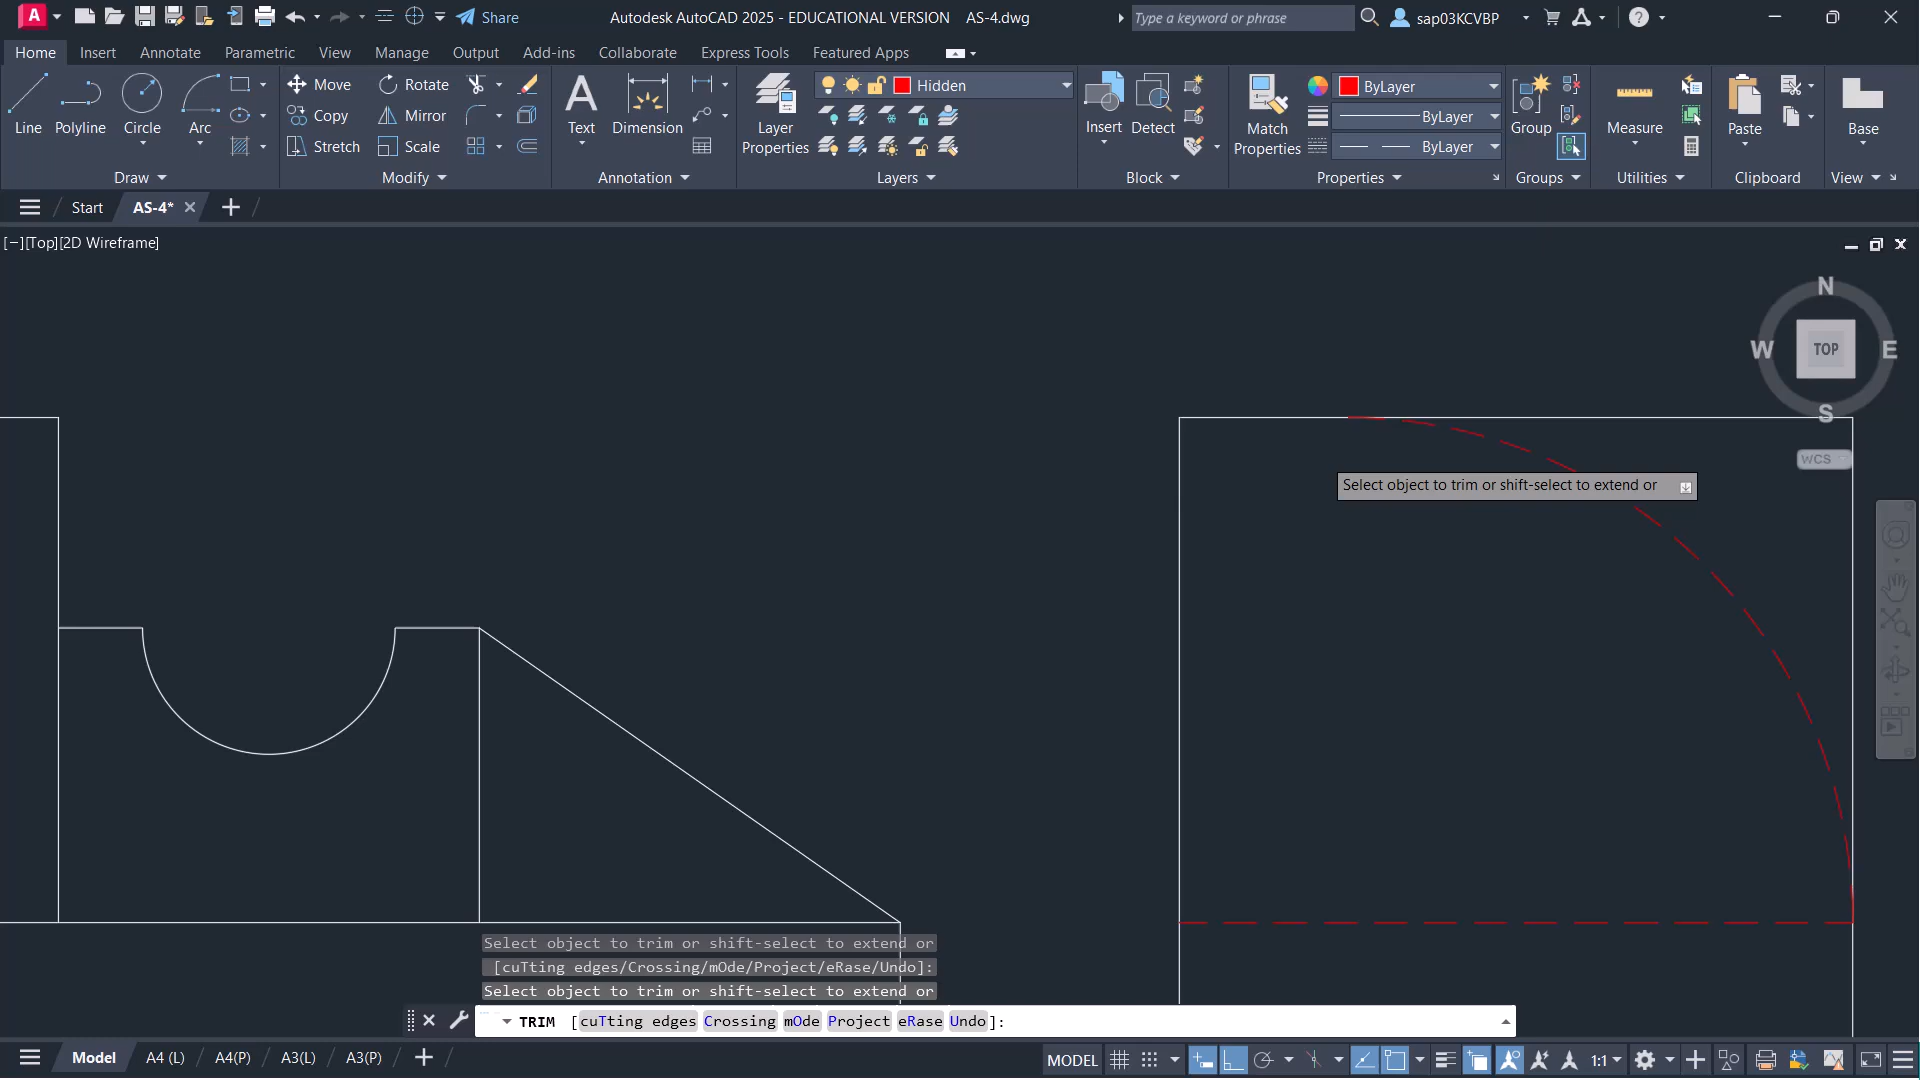 A Share Autodesk AutoCAD 2025 - EDUCATIONAL VERSION AS-4.dwg Type a keyword or phrase sap03KCVBP ?
Home Insert Annotate Parametric View Manage Output Add-ins Collaborate Express Tools Featured Apps
Move Rotate Hidden ByLayer
Line Polyline Circle Arc Copy Mirror Text Dimension Layer Properties Insert Detect Match Properties ByLayer Group Measure Paste Base
Stretch Scale ByLayer
Draw Modify Annotation Layers Block Properties Groups Utilities Clipboard View
Start AS-4* +
[−][Top][2D Wireframe]
N
W TOP E
S
WCS
Select object to trim or shift-select to extend or
Select object to trim or shift-select to extend or
[cuTting edges/Crossing/mOde/Project/eRase/Undo]:
Select object to trim or shift-select to extend or
TRIM [cuTting edges Crossing mOde Project eRase Undo]:
Model A4 (L) A4(P) A3(L) A3(P) + MODEL 1:1